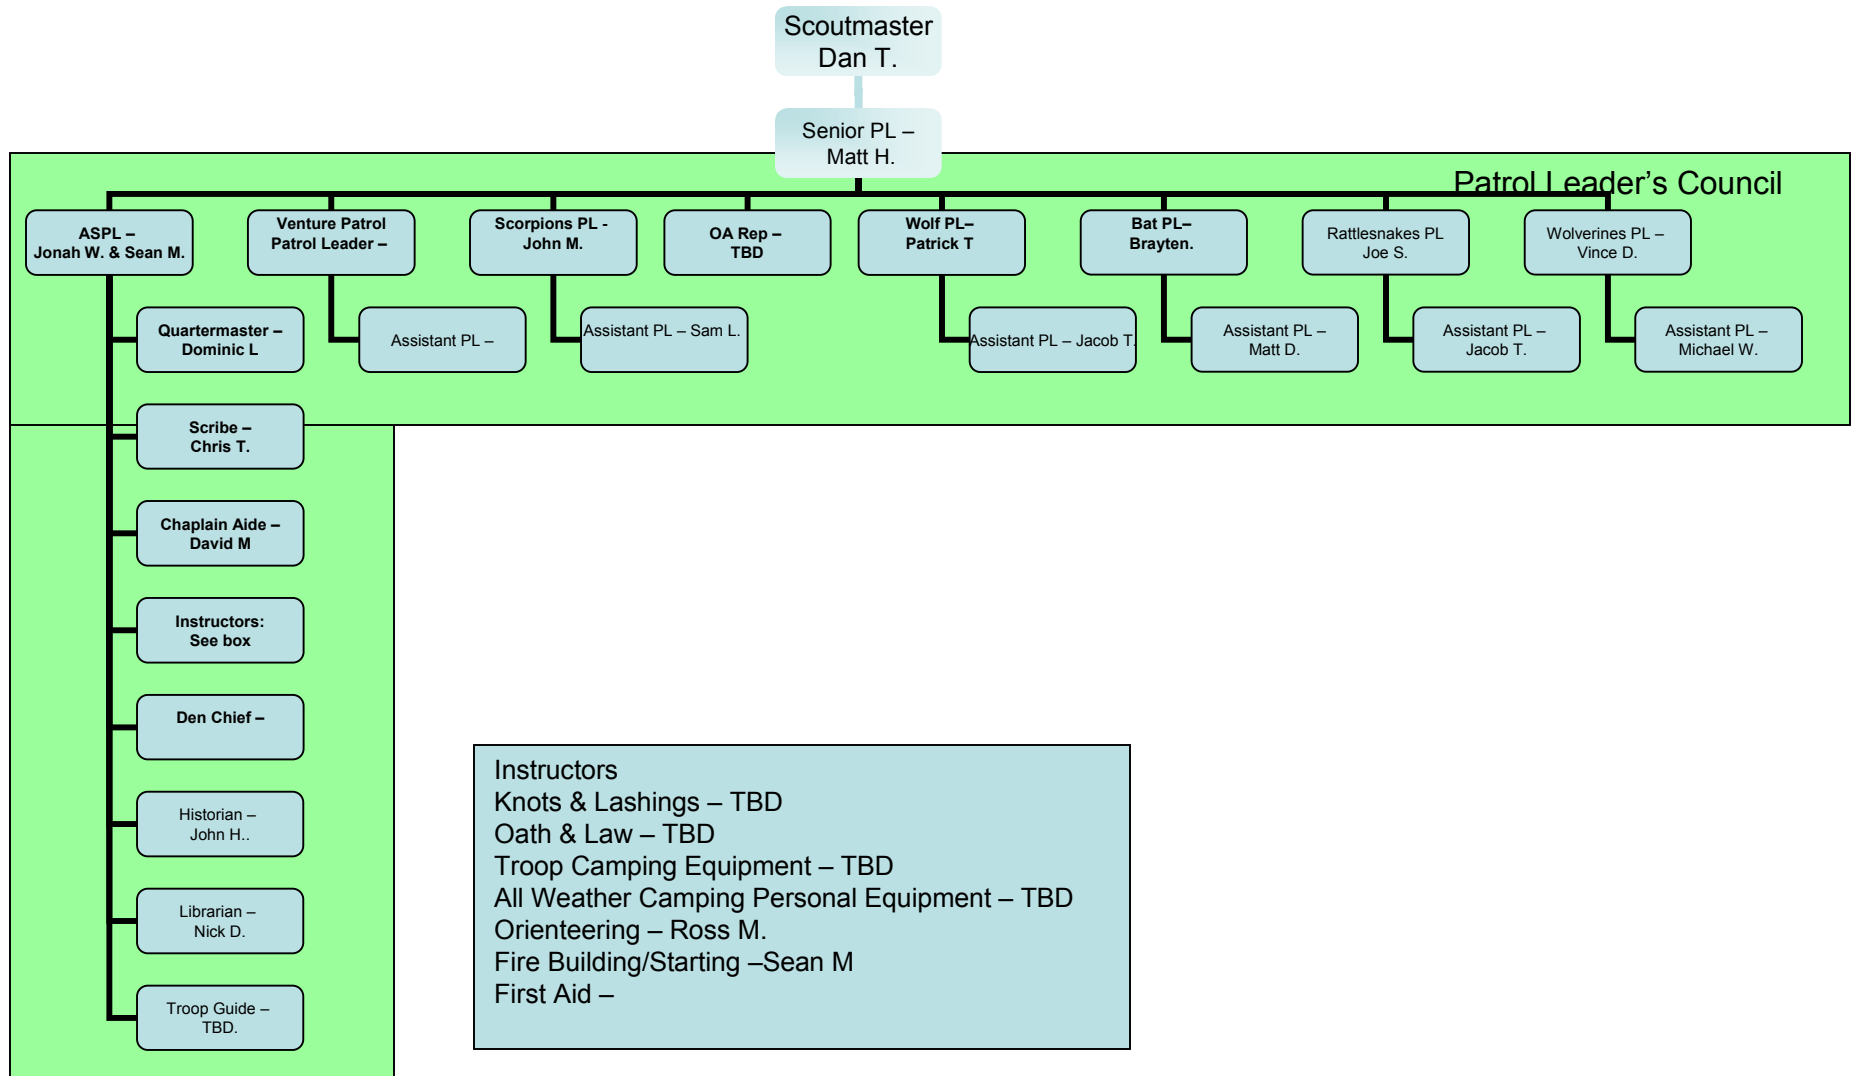 Scoutmaster
Dan T.
Senior PL –
Matt H.
Patrol Leader’s Council
ASPL –
Jonah W. & Sean M.
Venture Patrol
Patrol Leader –
Scorpions PL -
John M.
OA Rep –
TBD
Wolf PL–
Patrick T
Bat PL–
Brayten.
Rattlesnakes PL
Joe S.
Wolverines PL –
Vince D.
Quartermaster –
Dominic L
Assistant PL –
Assistant PL – Sam L.
Assistant PL – Jacob T.
Assistant PL –
Matt D.
Assistant PL –
Jacob T.
Assistant PL –
Michael W.
Scribe –
Chris T.
Chaplain Aide –
David M
Instructors:
See box
Den Chief –
Historian –
John H..
Librarian –
Nick D.
Troop Guide –
TBD.
Instructors
Knots & Lashings – TBD
Oath & Law – TBD
Troop Camping Equipment – TBD
All Weather Camping Personal Equipment – TBD
Orienteering – Ross M.
Fire Building/Starting –Sean M
First Aid –